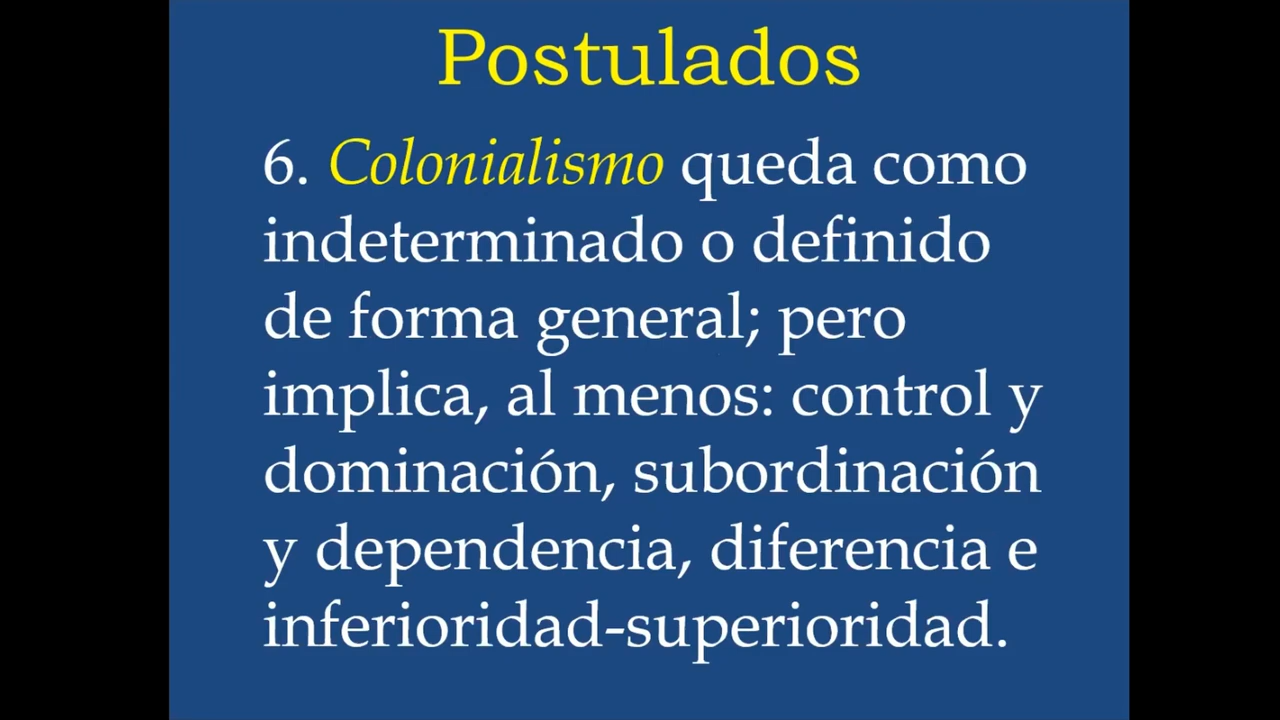 Postulados
6. Colonialismo queda como
indeterminado o definido
de forma general; pero
implica, al menos: control y
dominación, subordinación
y dependencia, diferencia e
inferioridad-superioridad.